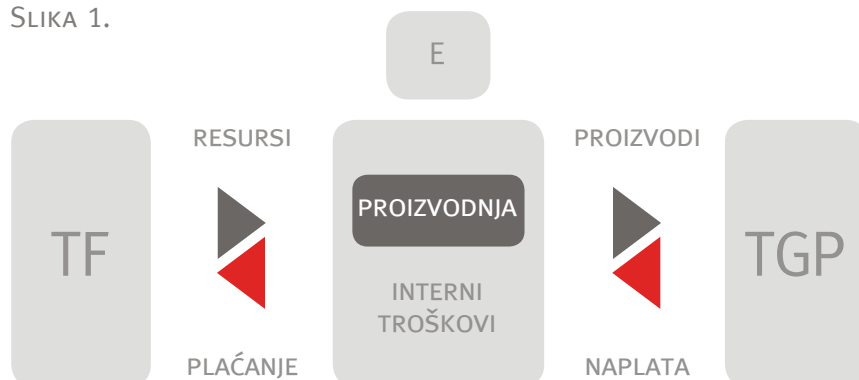 Slika 1.
E
RESURSI
PROIZVODI
TF
PROIZVODNJA
TGP
INTERNI
TROŠKOVI
PLAĆANJE
NAPLATA